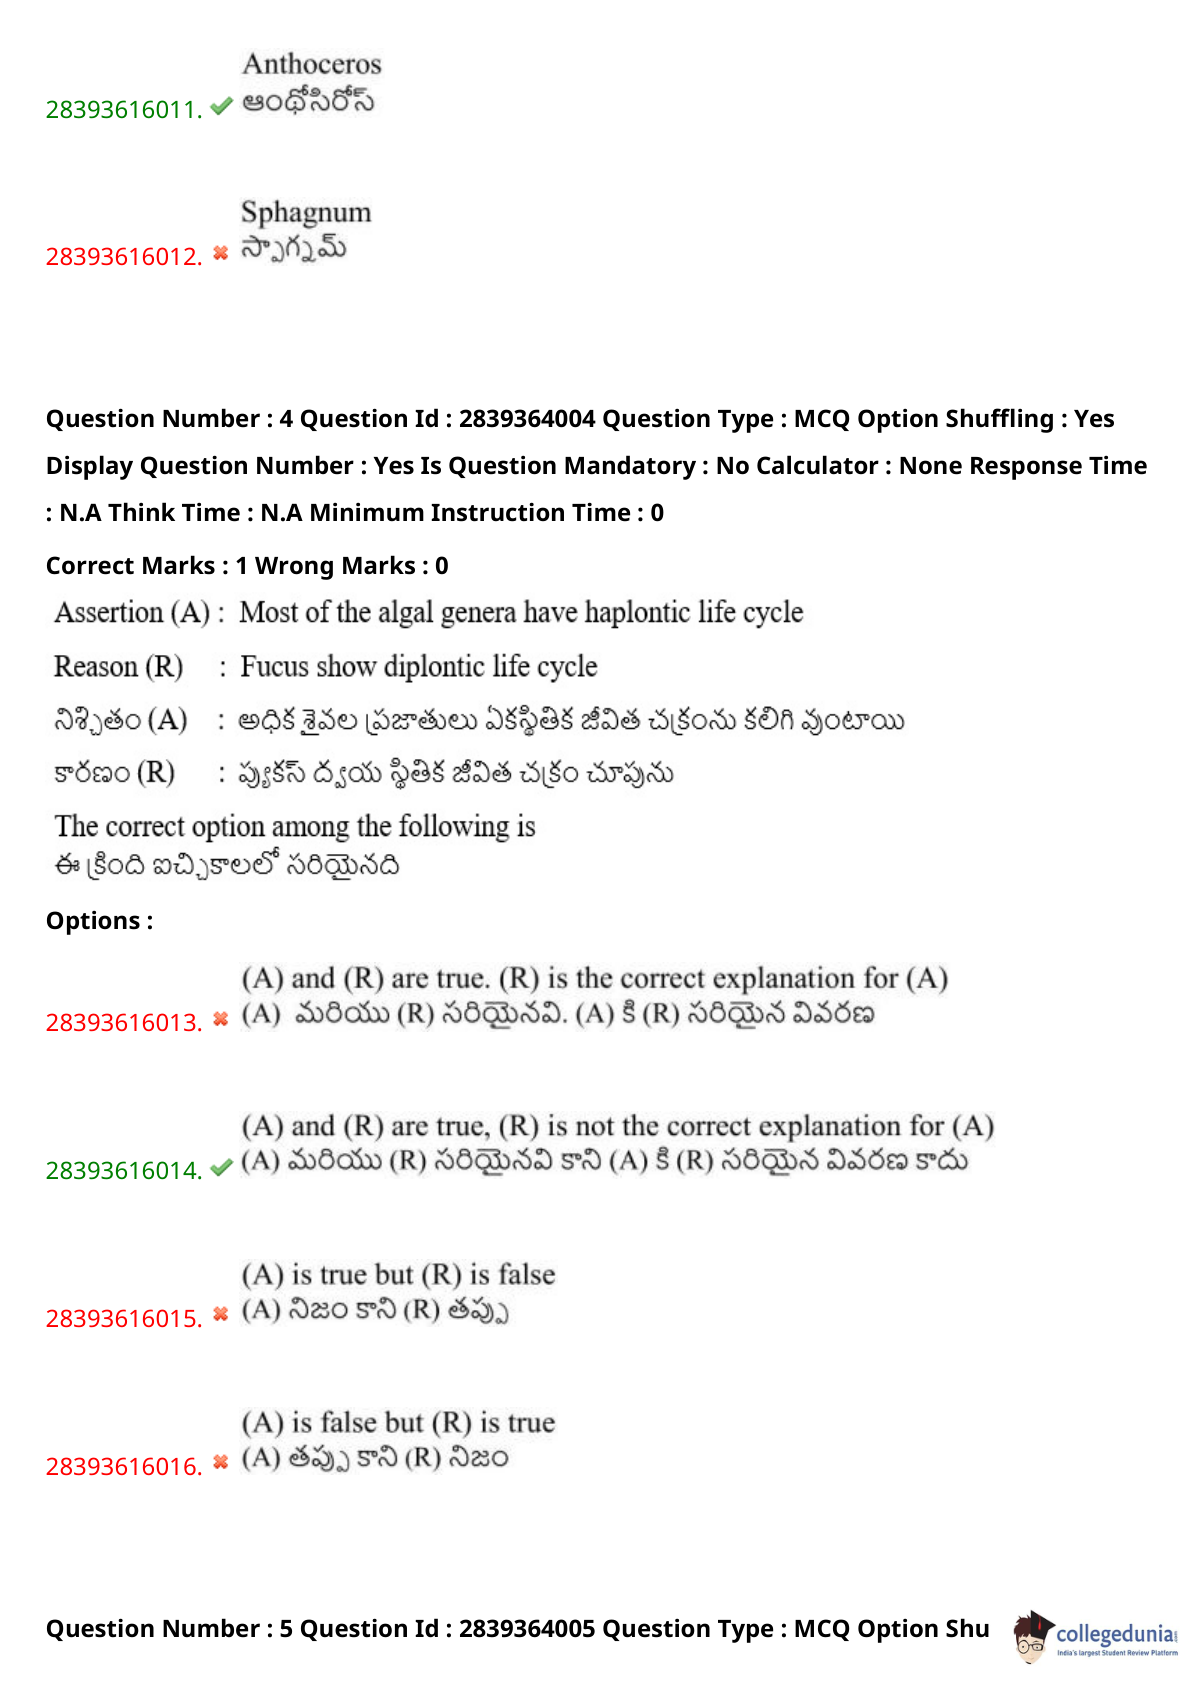 Anthoceros
28393616011. ఆంథోసిరోస్
Sphagnum
28393616012. స్ఫాగ్నమ్
Question Number : 4 Question Id : 2839364004 Question Type : MCQ Option Shuffling : Yes
Display Question Number : Yes Is Question Mandatory : No Calculator : None Response Time
: N.A Think Time : N.A Minimum Instruction Time : 0
Correct Marks : 1 Wrong Marks : 0
Assertion (A) : Most of the algal genera have haplontic life cycle
Reason (R) : Fucus show diplontic life cycle
నిశ్చితం (A) : అధిక శైవల ప్రజాతులు ఏకస్థితిక జీవిత చక్రంను కలిగి వుంటాయి
కారణం (R) : ఫ్యుకస్ ద్వయ స్థితిక జీవిత చక్రం చూపును
The correct option among the following is
ఈ క్రింది ఐచ్చికాలలో సరియైనది
Options :
(A) and (R) are true. (R) is the correct explanation for (A)
28393616013. (A) మరియు (R) సరియైనవి. (A) కి (R) సరియైన వివరణ
(A) and (R) are true, (R) is not the correct explanation for (A)
28393616014. (A) మరియు (R) సరియైనవి కాని (A) కి (R) సరియైన వివరణ కాదు
(A) is true but (R) is false
28393616015. (A) నిజం కాని (R) తప్పు
(A) is false but (R) is true
28393616016. (A) తప్పు కాని (R) నిజం
Question Number : 5 Question Id : 2839364005 Question Type : MCQ Option Shu
collegedunia
India's largest Student Review Platform